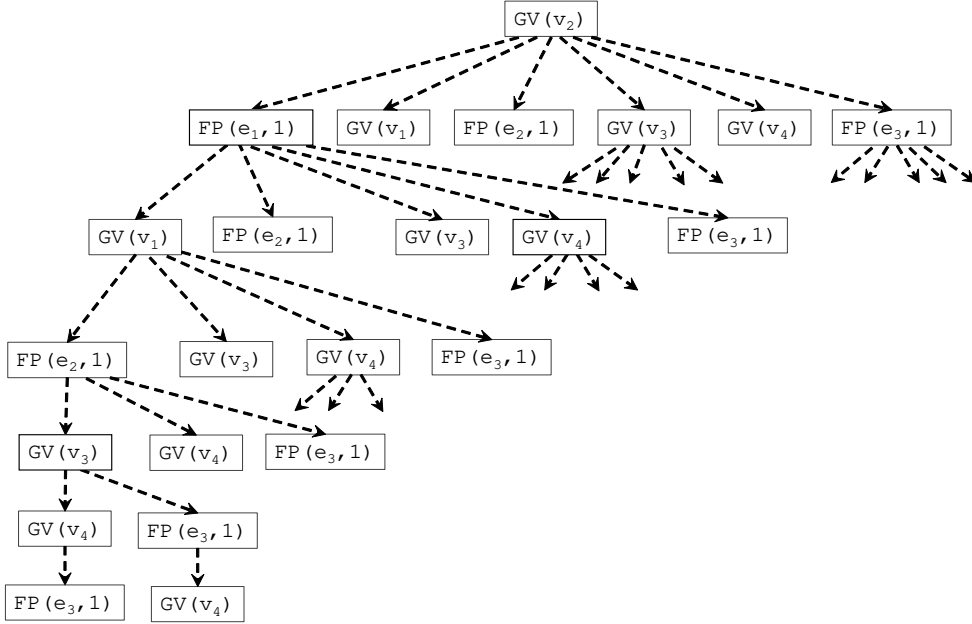 GV(v₂)
FP(e₁,1)
GV(v₁)
FP(e₂,1)
GV(v₃)
GV(v₄)
FP(e₃,1)
GV(v₁)
FP(e₂,1)
GV(v₃)
GV(v₄)
FP(e₃,1)
FP(e₂,1)
GV(v₃)
GV(v₄)
FP(e₃,1)
GV(v₃)
GV(v₄)
FP(e₃,1)
GV(v₄)
FP(e₃,1)
FP(e₃,1)
GV(v₄)